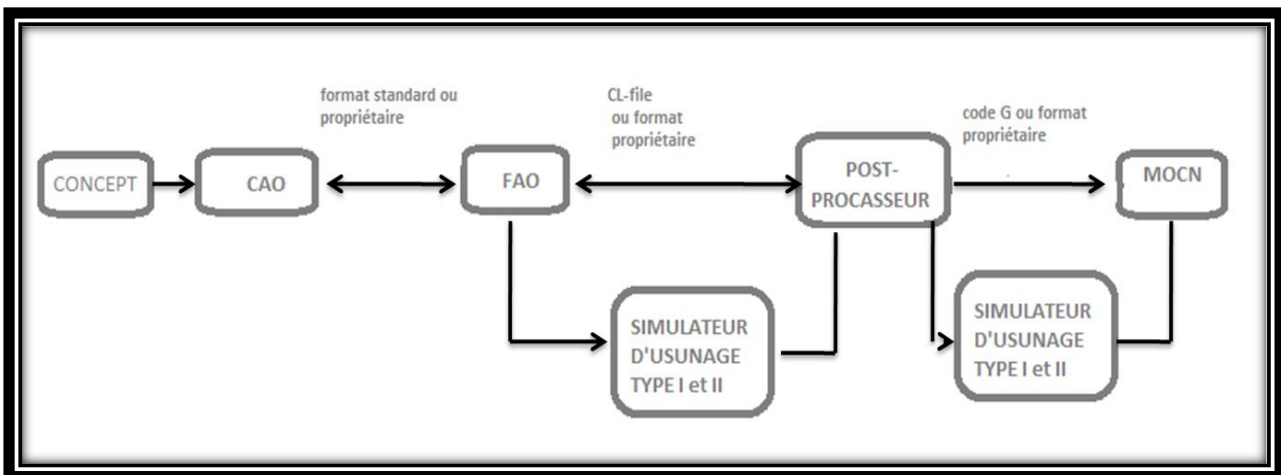 format standard ou
propriétaire
CL-file
ou format
propriétaire
code G ou format
propriétaire
CONCEPT
CAO
FAO
POST-
PROCASSEUR
MOCN
SIMULATEUR
D'USUNAGE
TYPE I et II
SIMULATEUR
D'USUNAGE
TYPE I et II